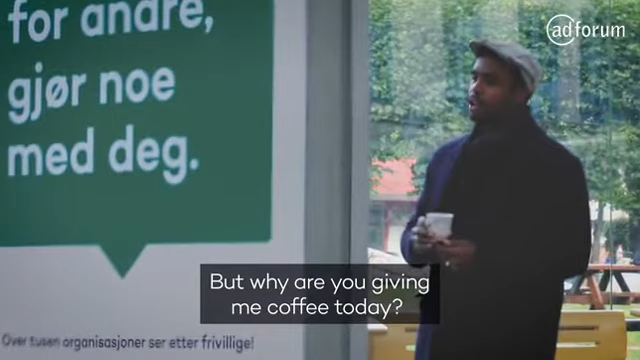 adforum
for andre,
gjør noe
med deg.
But why are you giving
me coffee today?
Over tusen organisasjoner ser etter frivillige!